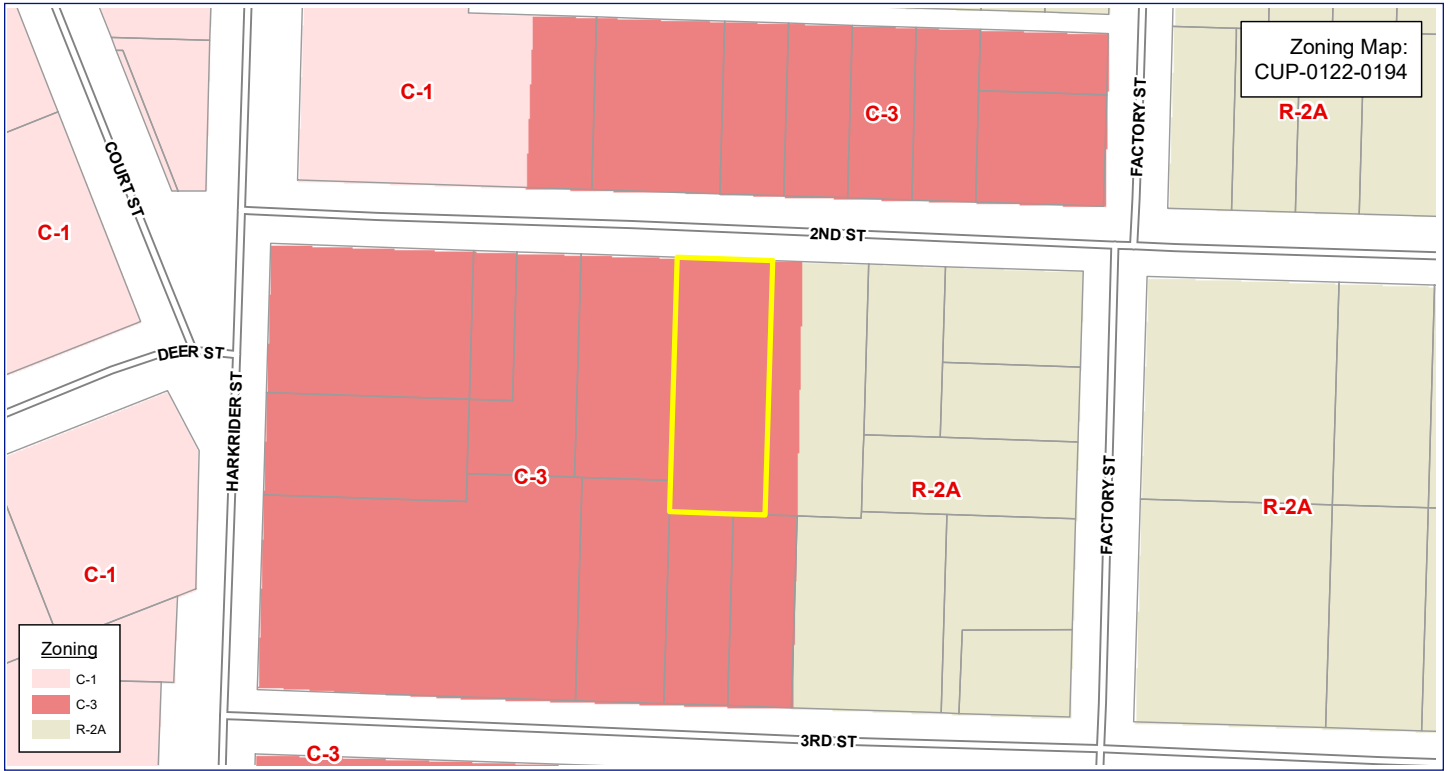 Zoning Map:
CUP-0122-0194
C-1
C-3
R-2A
FACTORY ST
COURT ST
C-1
2ND ST
DEER ST
HARKRIDER ST
C-3
R-2A
FACTORY ST
R-2A
C-1
Zoning
C-1
C-3
R-2A
3RD ST
C-3